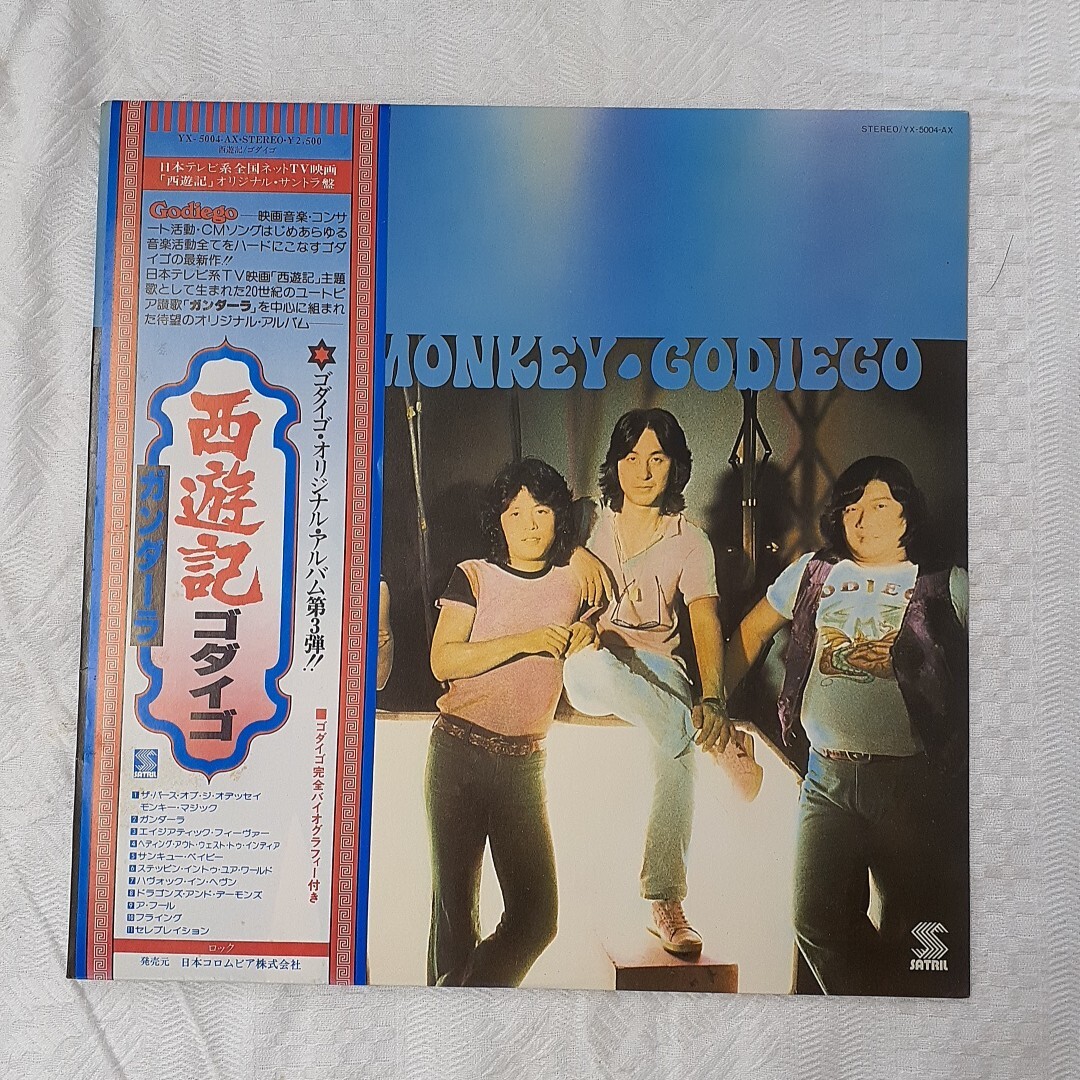 YX-5004-AX・STEREO・¥2,500
西遊記/ゴダイゴ
日本テレビ系全国ネットTV映画
「西遊記」オリジナル・サントラ盤
Godiego——映画音楽・コンサ
ート活動・CMソングはじめあらゆる
音楽活動全てをハードにこなすゴダ
イゴの最新作!!
日本テレビ系TV映画「西遊記」主題
歌として生まれた20世紀のユートピ
ア讃歌「ガンダーラ」を中心に組まれ
た待望のオリジナル・アルバム——
ゴダイゴ・オリジナル・アルバム第3弾!!
西遊記
ゴダイゴ
ガンダーラ
■ゴダイゴ完全バイオグラフィー付き
SATRIL
1 ザ・バース・オブ・ジ・オデッセイ
モンキー・マジック
2 ガンダーラ
3 エイジアティック・フィーヴァー
4 ヘディング・アウト・ウェスト・トゥ・インディア
5 サンキュー・ベイビー
6 ステッピン・イントゥ・ユア・ワールド
7 ハヴォック・イン・ヘヴン
8 ドラゴンズ・アンド・デーモンズ
9 ア・フール
10 フライング
11 セレブレイション
ロック
発売元 日本コロムビア株式会社
STEREO/YX-5004-AX
MONKEY・GODIEGO
ODIEG
SATRIL